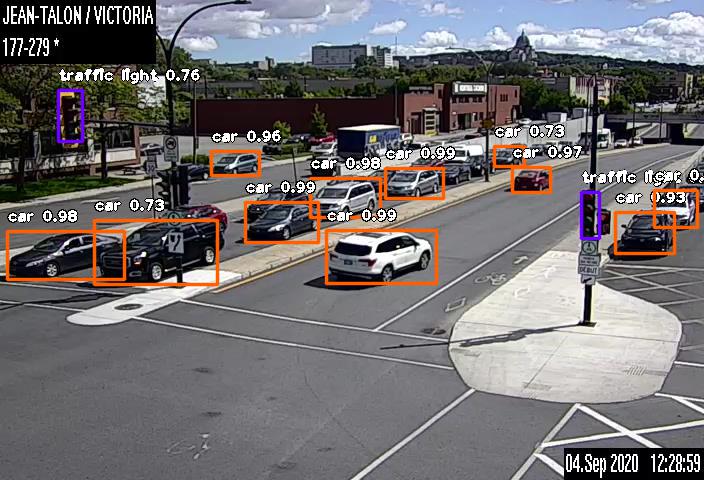 JEAN-TALON / VICTORIA
177-279 *
traffic light 0.76
car 0.96
car 0.73
car 0.98
car 0.99
car 0.97
car 0.99
car 0.98
car 0.73
car 0.99
car 0.93
DÉBUT
04.Sep 2020 12:28:59